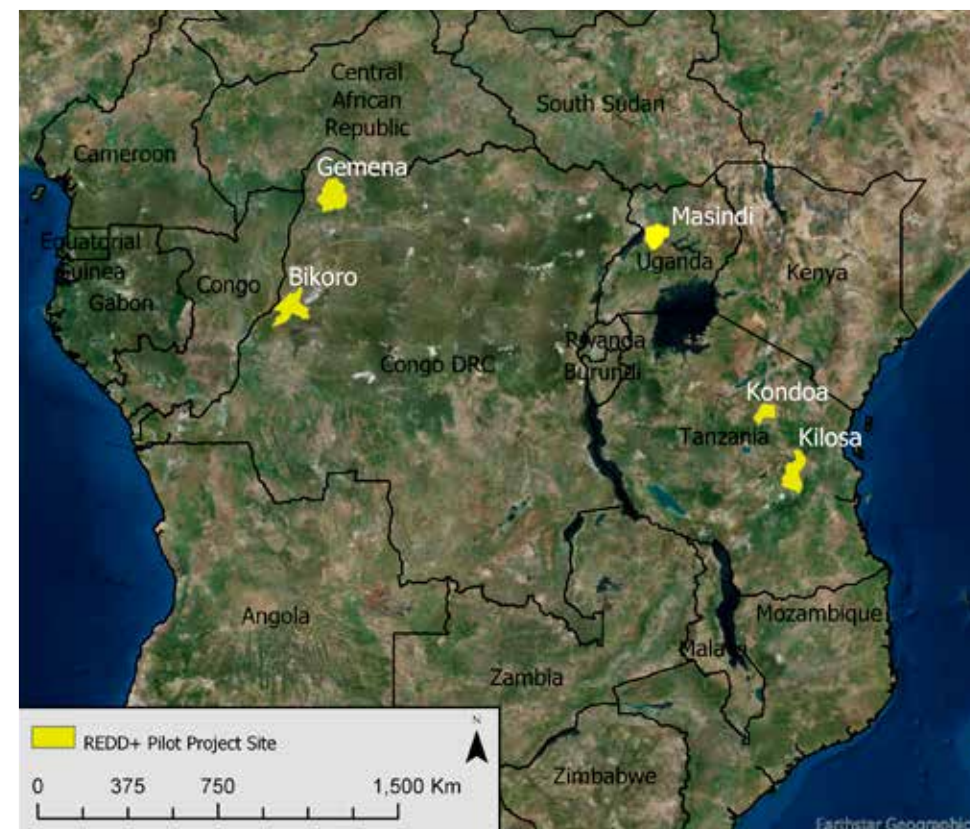 Central
African
Republic
South Sudan
Cameroon
Gemena
Masindi
Equatorial
Guinea
Uganda
Kenya
Congo
Bikoro
Gabon
Rwanda
Burundi
Congo DRC
Kondoa
Tanzania
Kilosa
Angola
Mozambique
Malawi
Zambia
Zimbabwe
N
REDD+ Pilot Project Site
0 375 750 1,500 Km
Earthstar Geographic